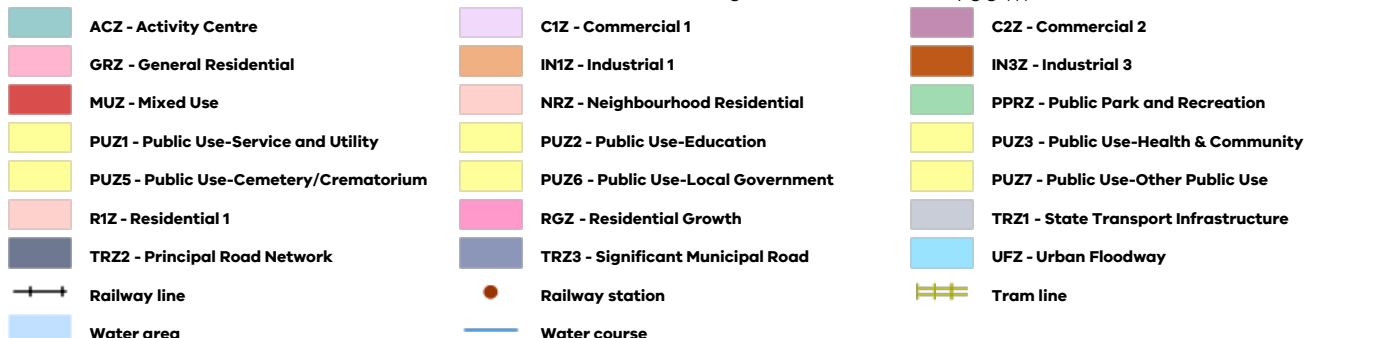 ACZ - Activity Centre
C1Z - Commercial 1
C2Z - Commercial 2
GRZ - General Residential
IN1Z - Industrial 1
IN3Z - Industrial 3
MUZ - Mixed Use
NRZ - Neighbourhood Residential
PPRZ - Public Park and Recreation
PUZ1 - Public Use-Service and Utility
PUZ2 - Public Use-Education
PUZ3 - Public Use-Health & Community
PUZ5 - Public Use-Cemetery/Crematorium
PUZ6 - Public Use-Local Government
PUZ7 - Public Use-Other Public Use
R1Z - Residential 1
RGZ - Residential Growth
TRZ1 - State Transport Infrastructure
TRZ2 - Principal Road Network
TRZ3 - Significant Municipal Road
UFZ - Urban Floodway
Railway line
Railway station
Tram line
Water area
Water course